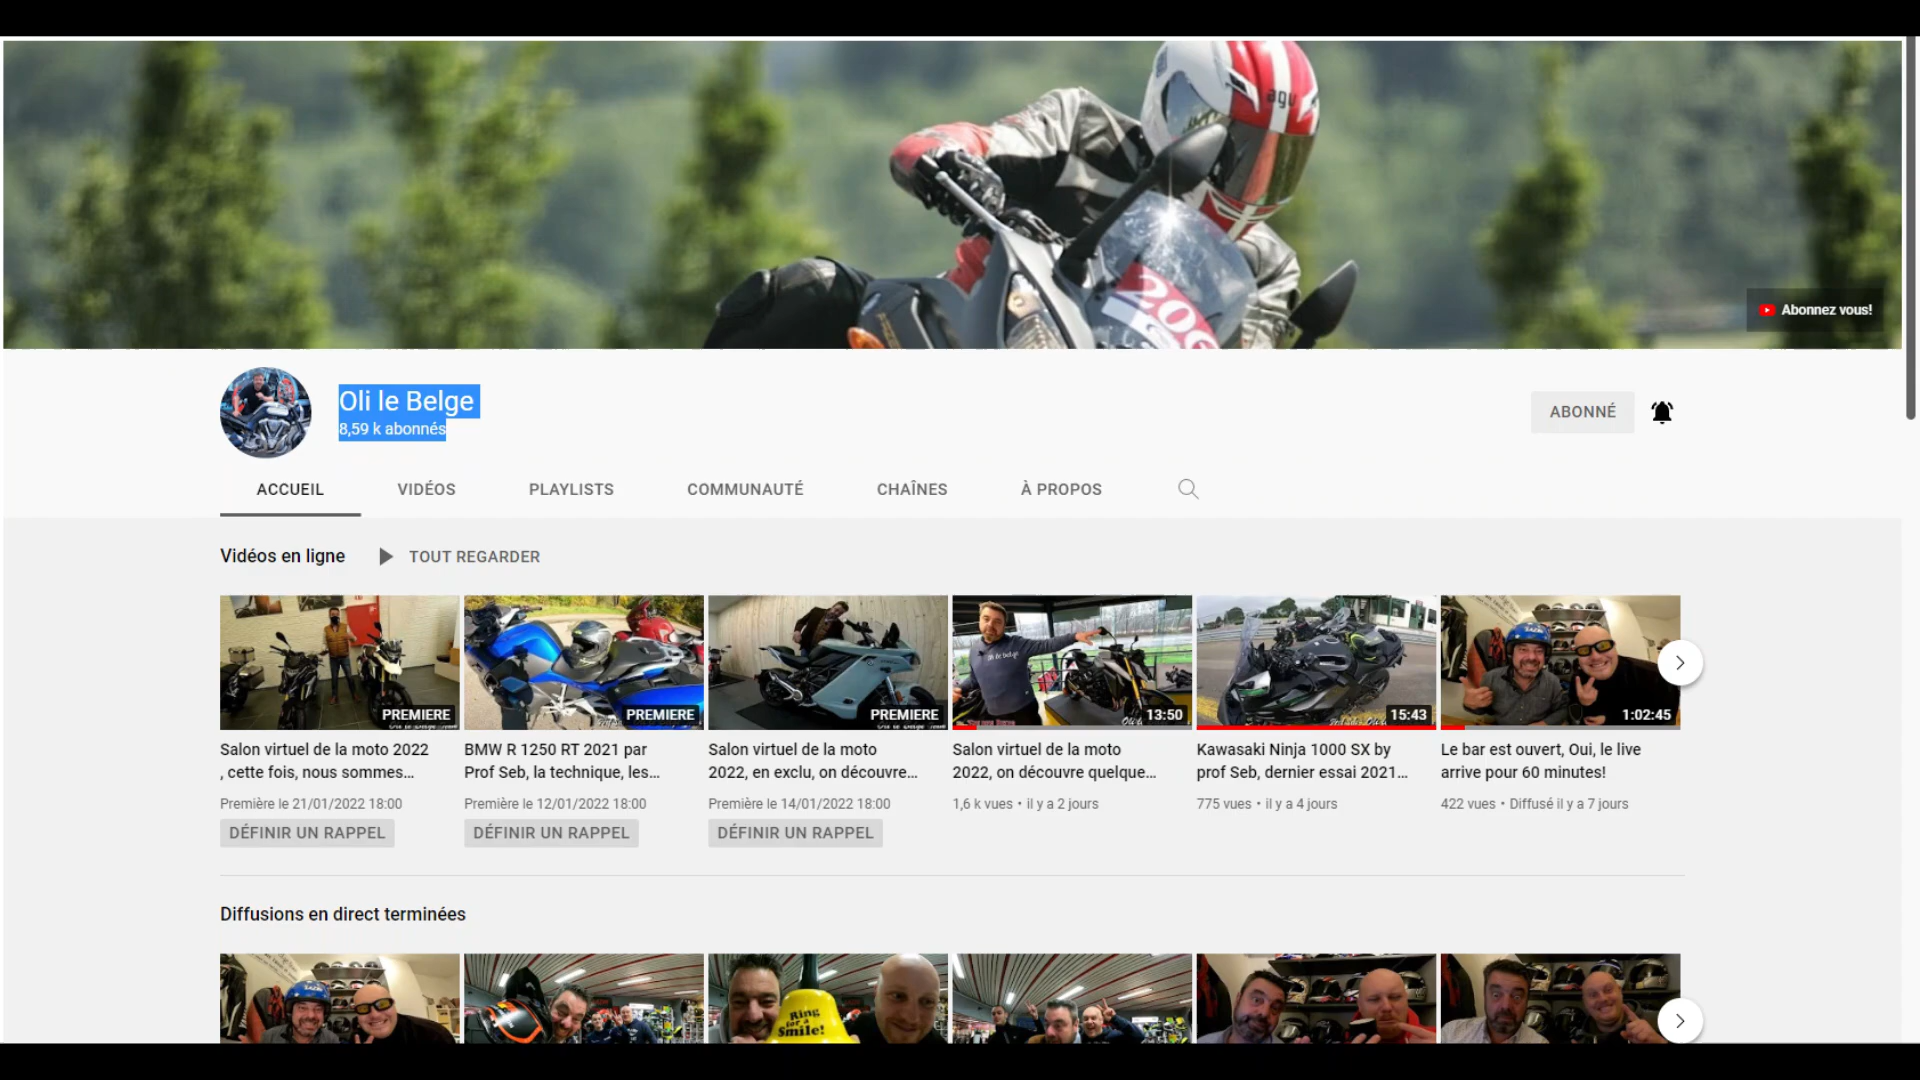 agv
206
Abonnez vous!
Oli le Belge
8,59 k abonnés
ABONNÉ
ACCUEIL
VIDÉOS
PLAYLISTS
COMMUNAUTÉ
CHAÎNES
À PROPOS
Vidéos en ligne
TOUT REGARDER
PREMIERE
PREMIERE
PREMIERE
13:50
15:43
1:02:45
Salon virtuel de la moto 2022
, cette fois, nous sommes...
Première le 21/01/2022 18:00
DÉFINIR UN RAPPEL
BMW R 1250 RT 2021 par
Prof Seb, la technique, les...
Première le 12/01/2022 18:00
DÉFINIR UN RAPPEL
Salon virtuel de la moto
2022, en exclu, on découvre...
Première le 14/01/2022 18:00
DÉFINIR UN RAPPEL
Salon virtuel de la moto
2022, on découvre quelque...
1,6 k vues • il y a 2 jours
Kawasaki Ninja 1000 SX by
prof Seb, dernier essai 2021...
775 vues • il y a 4 jours
Le bar est ouvert, Oui, le live
arrive pour 60 minutes!
422 vues • Diffusé il y a 7 jours
Diffusions en direct terminées
Ring
for a
Smile!